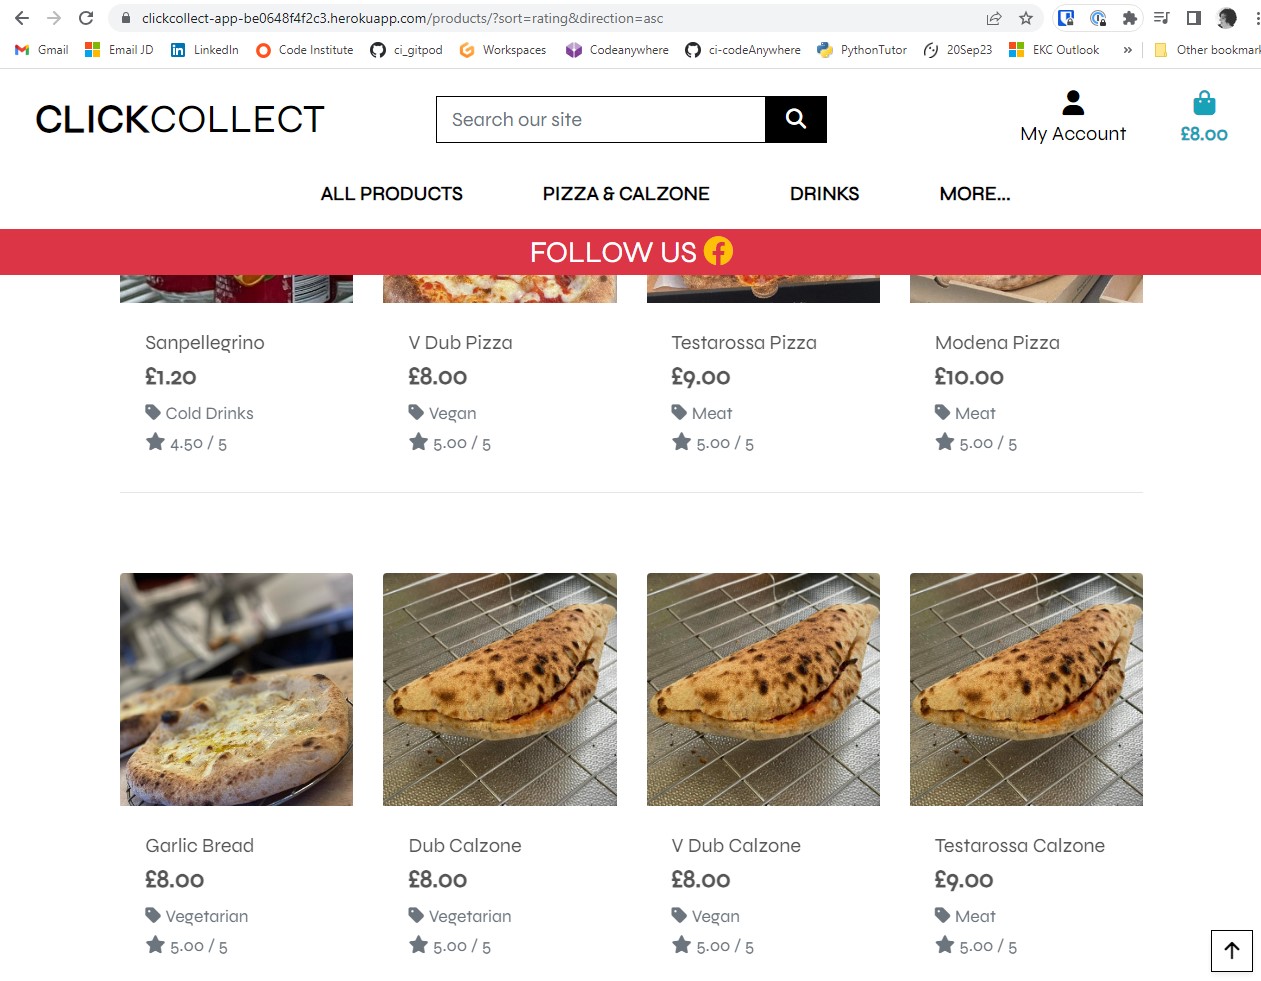 clickcollect-app-be0648f4f2c3.herokuapp.com/products/?sort=rating&direction=asc
Gmail Email JD LinkedIn Code Institute ci_gitpod Workspaces Codeanywhere ci-codeAnywhere PythonTutor 20Sep23 EKC Outlook » Other bookmar
CLICKCOLLECT
Search our site
My Account
£8.00
ALL PRODUCTS PIZZA & CALZONE DRINKS MORE...
FOLLOW US
Sanpellegrino V Dub Pizza Testarossa Pizza Modena Pizza
£1.20 £8.00 £9.00 £10.00
Cold Drinks Vegan Meat Meat
4.50 / 5 5.00 / 5 5.00 / 5 5.00 / 5
Garlic Bread Dub Calzone V Dub Calzone Testarossa Calzone
£8.00 £8.00 £8.00 £9.00
Vegetarian Vegetarian Vegan Meat
5.00 / 5 5.00 / 5 5.00 / 5 5.00 / 5